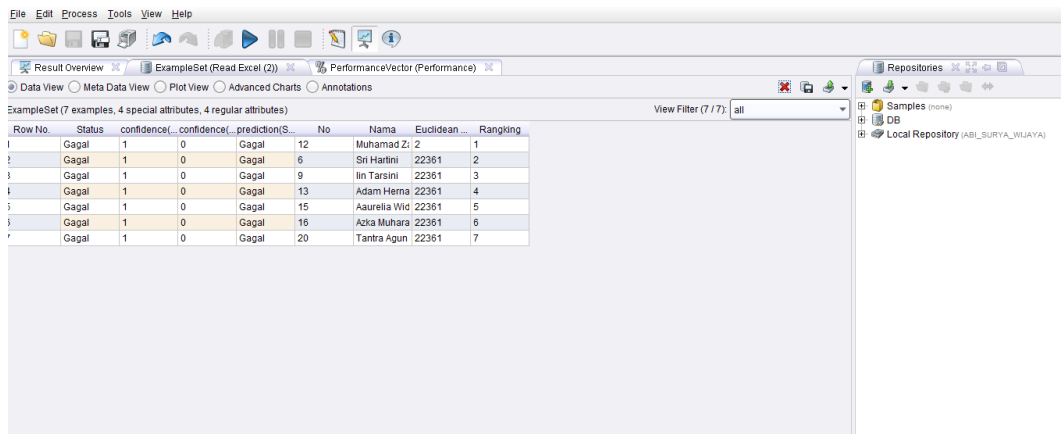 File Edit Process Tools View Help
Result Overview ExampleSet (Read Excel (2)) PerformanceVector (Performance) Repositories
Data View Meta Data View Plot View Advanced Charts Annotations
ExampleSet (7 examples, 4 special attributes, 4 regular attributes) View Filter (7 / 7): all
Samples (none)
DB
Local Repository (ABI_SURYA_WIJAYA)
Row No. Status confidence(... confidence(... prediction(S... No Nama Euclidean ... Rangking
Gagal 1 0 Gagal 12 Muhamad Za 2 1
2 Gagal 1 0 Gagal 6 Sri Hartini 22361 2
3 Gagal 1 0 Gagal 9 Iin Tarsini 22361 3
Gagal 1 0 Gagal 13 Adam Herna 22361 4
5 Gagal 1 0 Gagal 15 Aaurelia Wid 22361 5
Gagal 1 0 Gagal 16 Azka Muhara 22361 6
Gagal 1 0 Gagal 20 Tantra Agun 22361 7